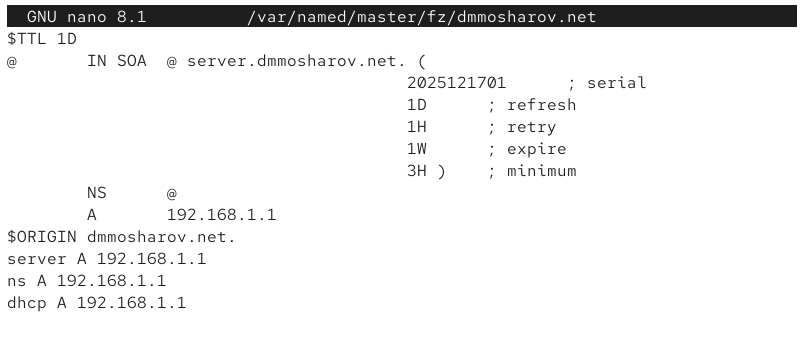 GNU nano 8.1 /var/named/master/fz/dmmosharov.net
$TTL 1D
@ IN SOA @ server.dmmosharov.net. (
2025121701 ; serial
1D ; refresh
1H ; retry
1W ; expire
3H ) ; minimum
NS @
A 192.168.1.1
$ORIGIN dmmosharov.net.
server A 192.168.1.1
ns A 192.168.1.1
dhcp A 192.168.1.1